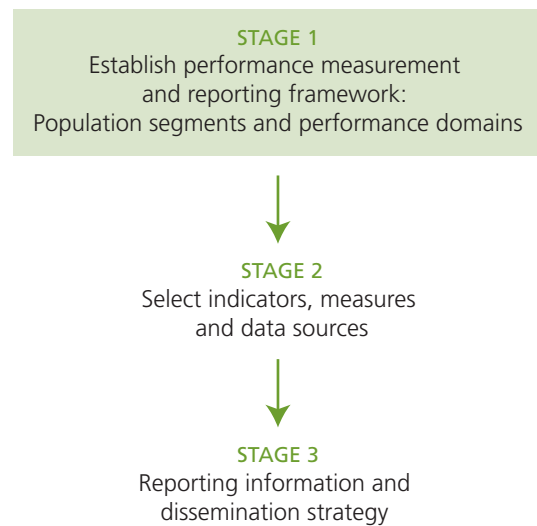 STAGE 1
Establish performance measurement
and reporting framework:
Population segments and performance domains
STAGE 2
Select indicators, measures
and data sources
STAGE 3
Reporting information and
dissemination strategy